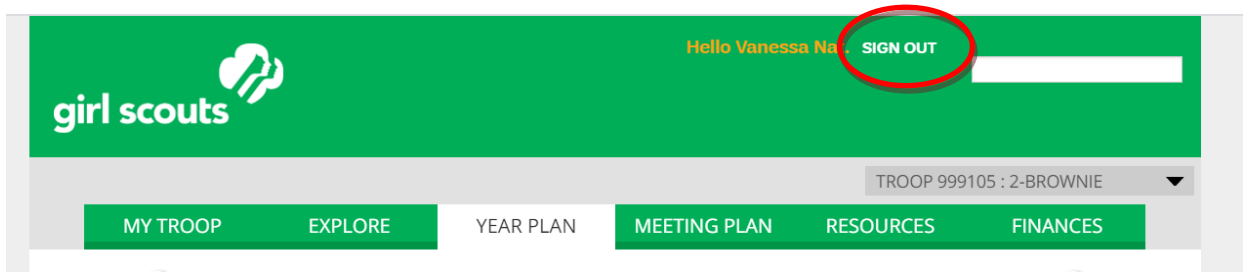 Hello Vanessa SIGN OUT
girl scouts
TROOP 999105 : 2-BROWNIE
MY TROOP EXPLORE YEAR PLAN MEETING PLAN RESOURCES FINANCES